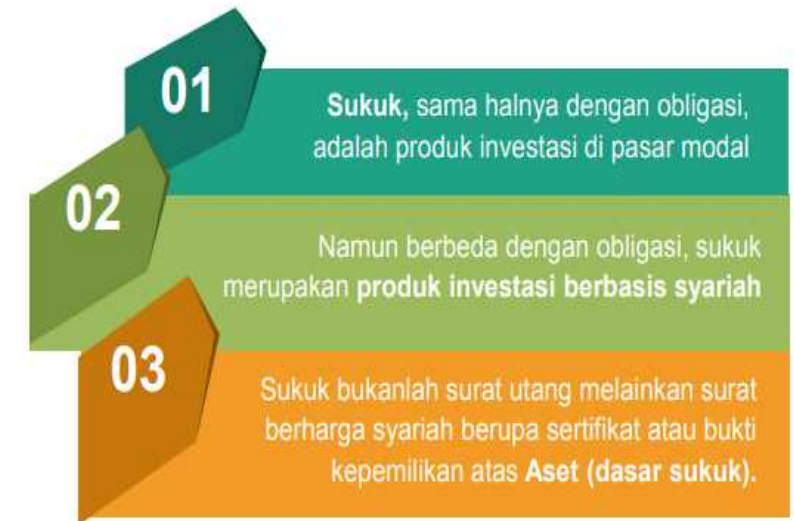 01
Sukuk, sama halnya dengan obligasi,
adalah produk investasi di pasar modal
02
Namun berbeda dengan obligasi, sukuk
merupakan produk investasi berbasis syariah
03
Sukuk bukanlah surat utang melainkan surat
berharga syariah berupa sertifikat atau bukti
kepemilikan atas Aset (dasar sukuk).